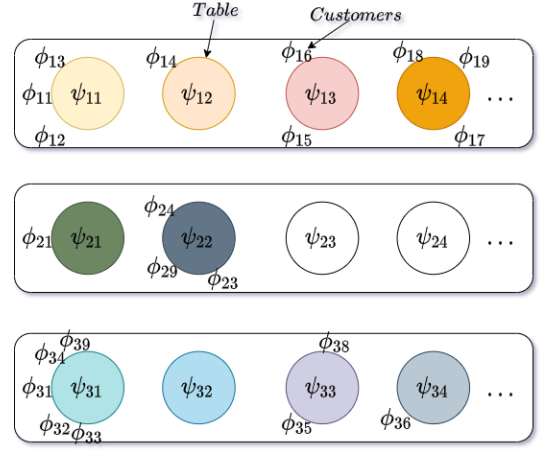 Table
Customers
ϕ₁₃ ϕ₁₄ ϕ₁₆ ϕ₁₈ ϕ₁₉
ϕ₁₁ ψ₁₁ ψ₁₂ ψ₁₃ ψ₁₄ ...
ϕ₁₂ ϕ₁₅ ϕ₁₇
ϕ₂₄
ϕ₂₁ ψ₂₁ ψ₂₂ ψ₂₃ ψ₂₄ ...
ϕ₂₉ ϕ₂₃
ϕ₃₉ ϕ₃₈
ϕ₃₄
ϕ₃₁ ψ₃₁ ψ₃₂ ψ₃₃ ψ₃₄ ...
ϕ₃₂ ϕ₃₃ ϕ₃₅ ϕ₃₆